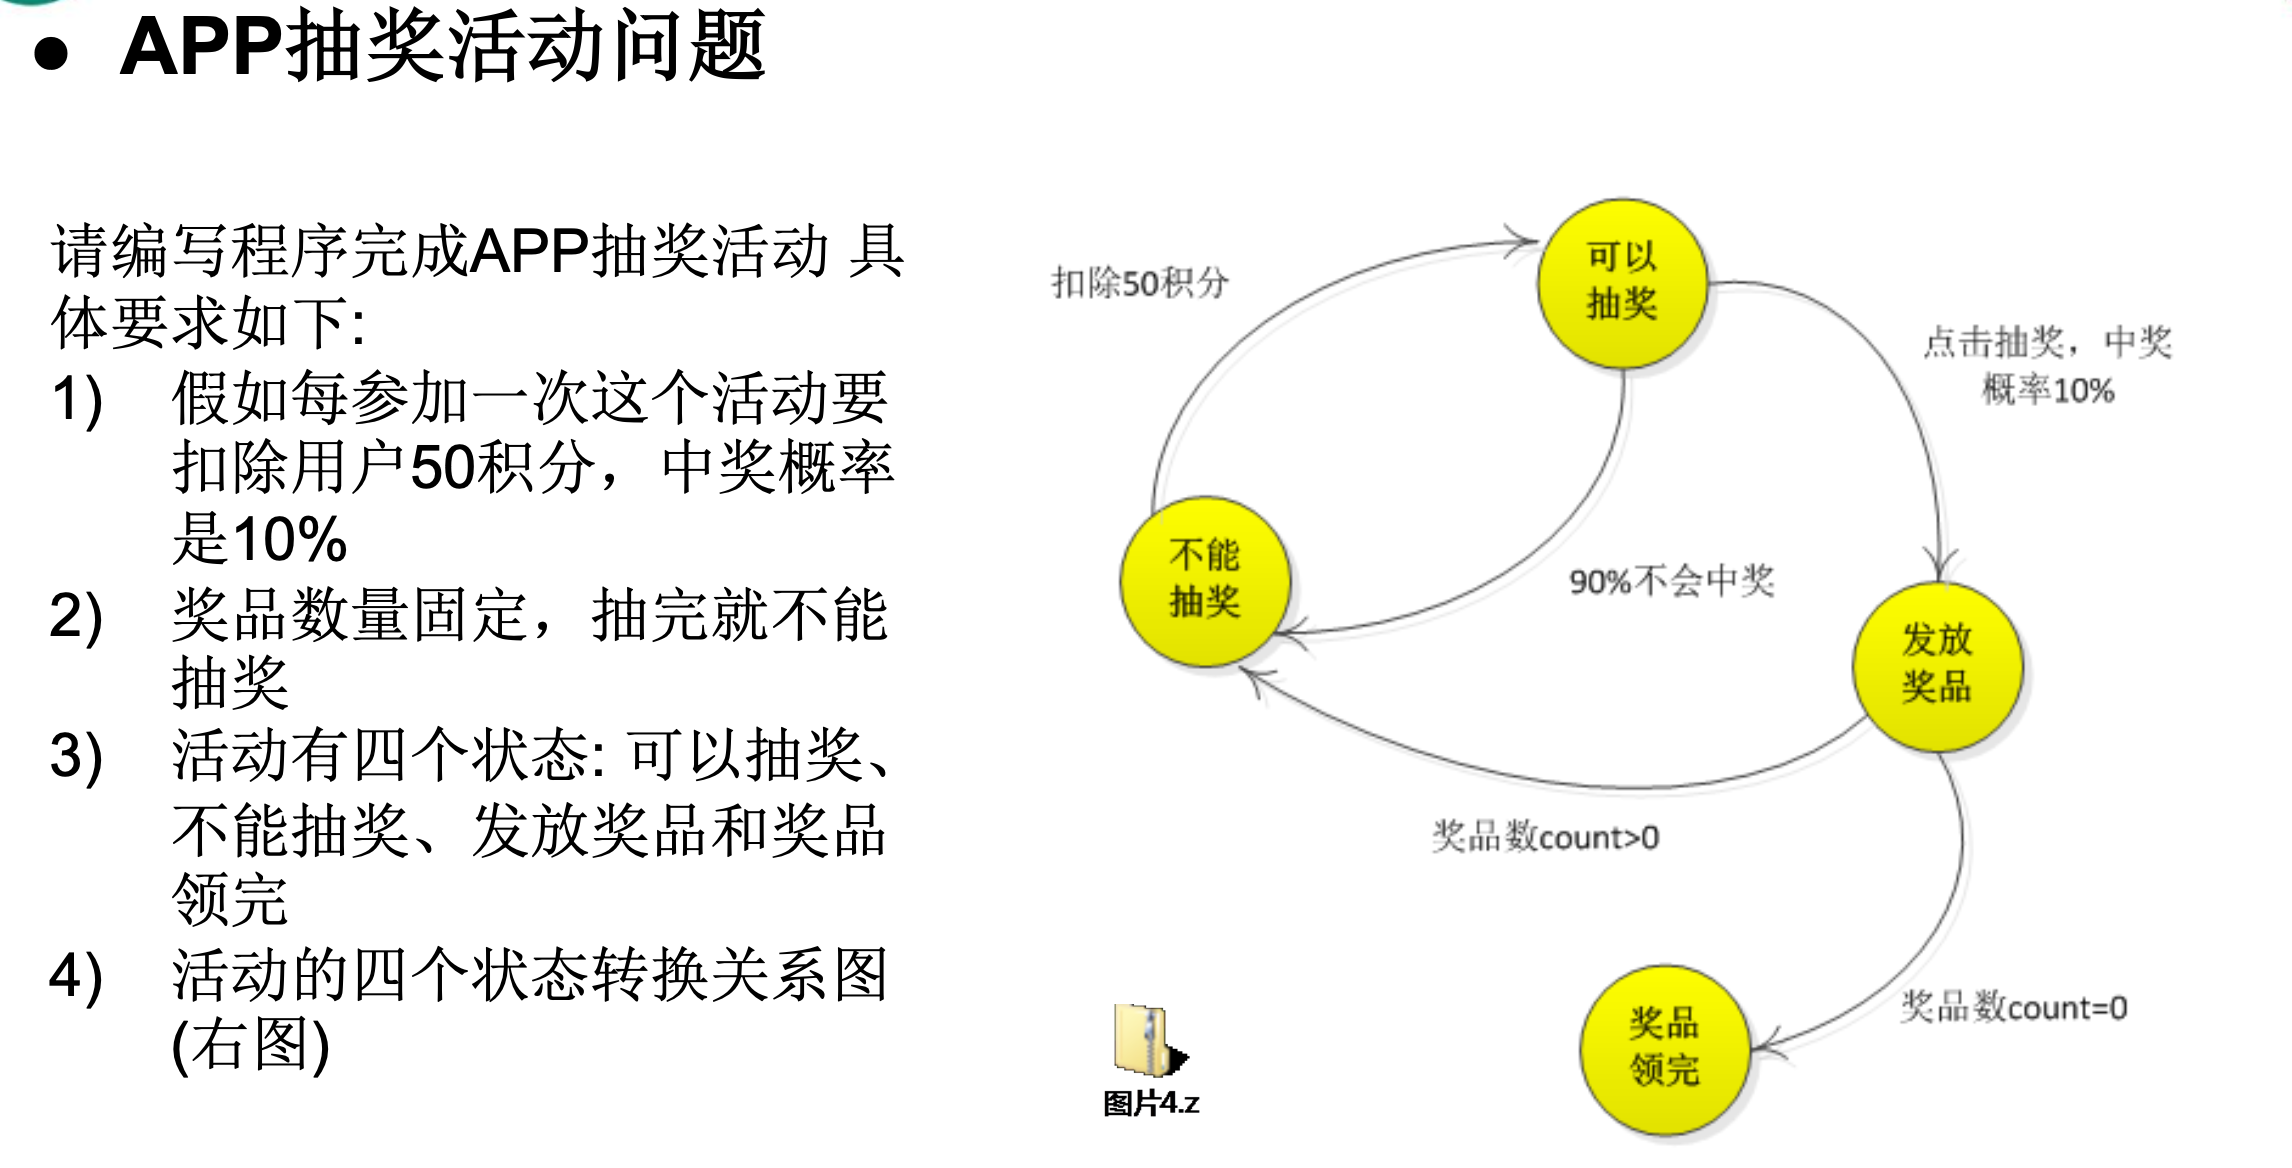 ● APP抽奖活动问题
请编写程序完成APP抽奖活动 具
体要求如下:
1) 假如每参加一次这个活动要
扣除用户50积分，中奖概率
是10%
2) 奖品数量固定，抽完就不能
抽奖
3) 活动有四个状态: 可以抽奖、
不能抽奖、发放奖品和奖品
领完
4) 活动的四个状态转换关系图
(右图)
扣除50积分
可以
抽奖
点击抽奖，中奖
概率10%
不能
抽奖
90%不会中奖
发放
奖品
奖品数count>0
奖品数count=0
奖品
领完
图片4.z